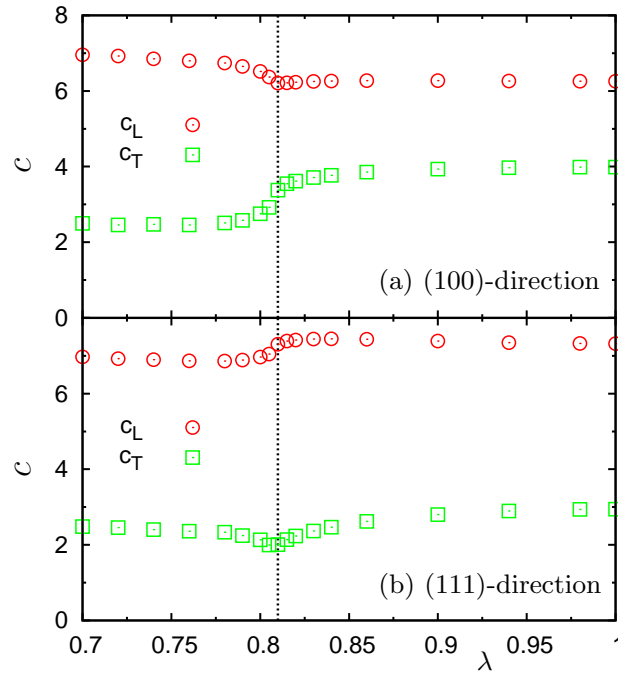 8
6
c
4
2
0
c_L
c_T
(a) (100)-direction
6
c
4
2
0
c_L
c_T
(b) (111)-direction
0.7 0.75 0.8 0.85 0.9 0.95 1
λ